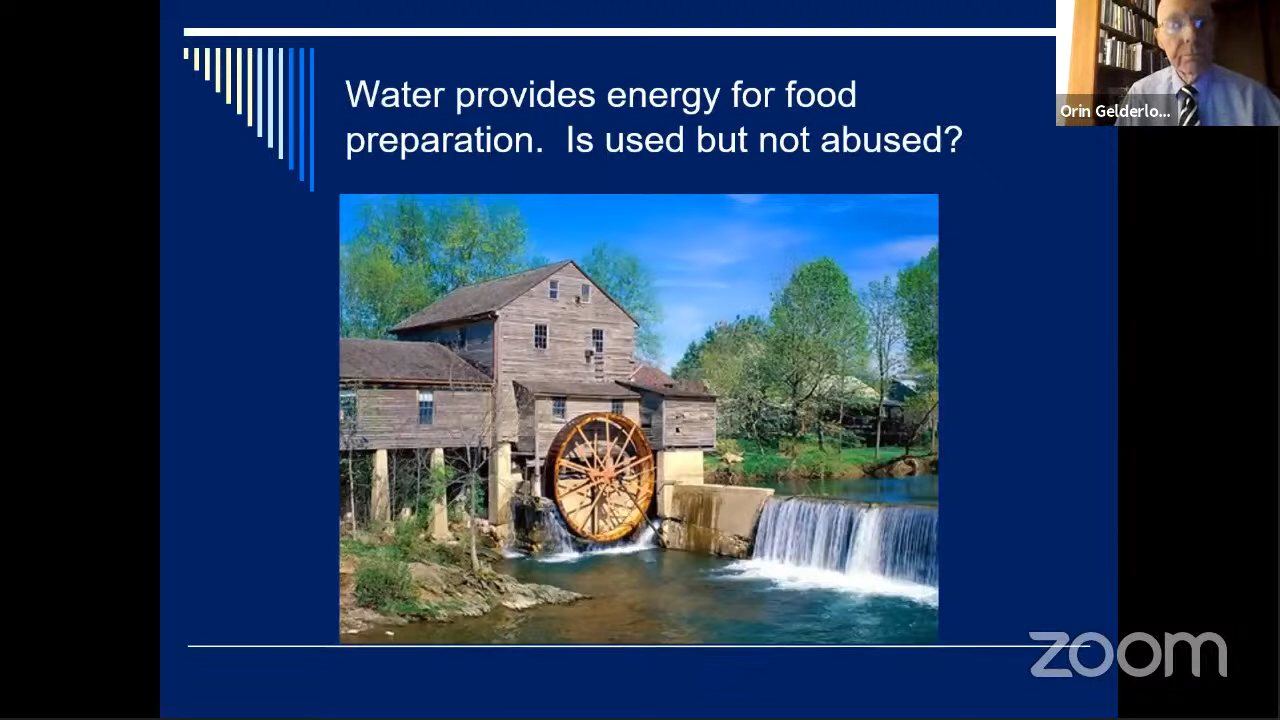 Water provides energy for food
preparation.  Is used but not abused?
Orin Gelderlo...
zoom